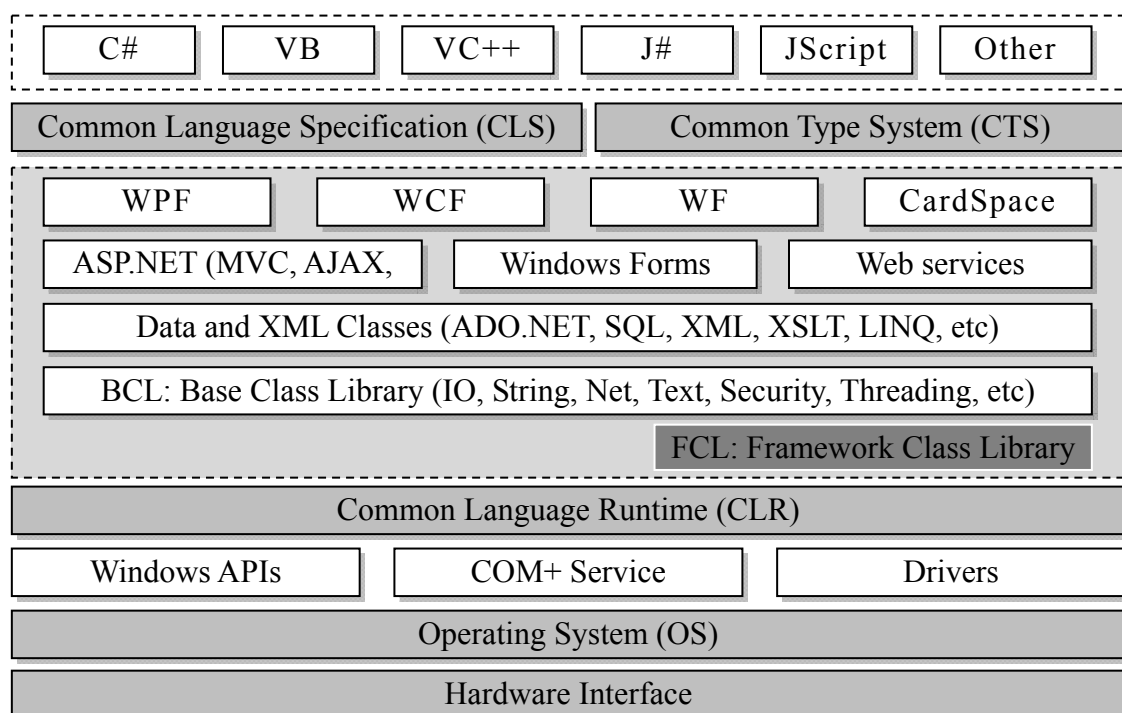 C#
VB
VC++
J#
JScript
Other
Common Language Specification (CLS)
Common Type System (CTS)
WPF
WCF
WF
CardSpace
ASP.NET (MVC, AJAX,
Windows Forms
Web services
Data and XML Classes (ADO.NET, SQL, XML, XSLT, LINQ, etc)
BCL: Base Class Library (IO, String, Net, Text, Security, Threading, etc)
FCL: Framework Class Library
Common Language Runtime (CLR)
Windows APIs
COM+ Service
Drivers
Operating System (OS)
Hardware Interface